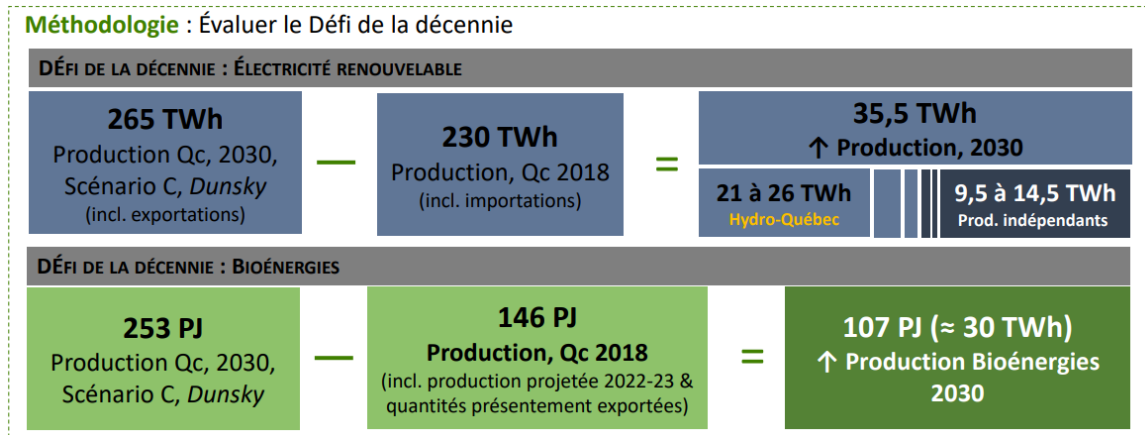 Méthodologie : Évaluer le Défi de la décennie
DÉFI DE LA DÉCENNIE : ÉLECTRICITÉ RENOUVELABLE
265 TWh
Production Qc, 2030,
Scénario C, Dunsky
(incl. exportations)
—
230 TWh
Production, Qc 2018
(incl. importations)
=
35,5 TWh
↑ Production, 2030
21 à 26 TWh
Hydro-Québec
9,5 à 14,5 TWh
Prod. indépendants
DÉFI DE LA DÉCENNIE : BIOÉNERGIES
253 PJ
Production Qc, 2030,
Scénario C, Dunsky
—
146 PJ
Production, Qc 2018
(incl. production projetée 2022-23 &
quantités présentement exportées)
=
107 PJ (≈ 30 TWh)
↑ Production Bioénergies
2030